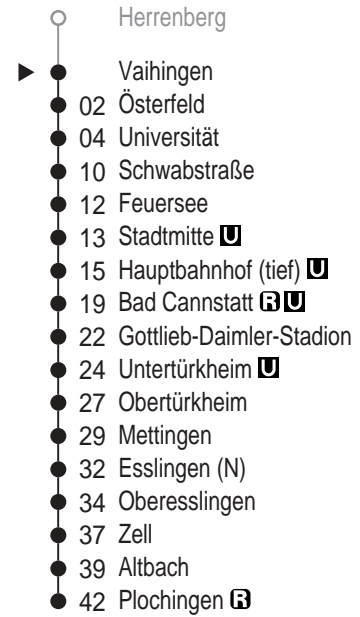 Herrenberg
Vaihingen
02 Österfeld
04 Universität
10 Schwabstraße
12 Feuersee
13 Stadtmitte U
15 Hauptbahnhof (tief) U
19 Bad Cannstatt R U
22 Gottlieb-Daimler-Stadion
24 Untertürkheim U
27 Obertürkheim
29 Mettingen
32 Esslingen (N)
34 Oberesslingen
37 Zell
39 Altbach
42 Plochingen R